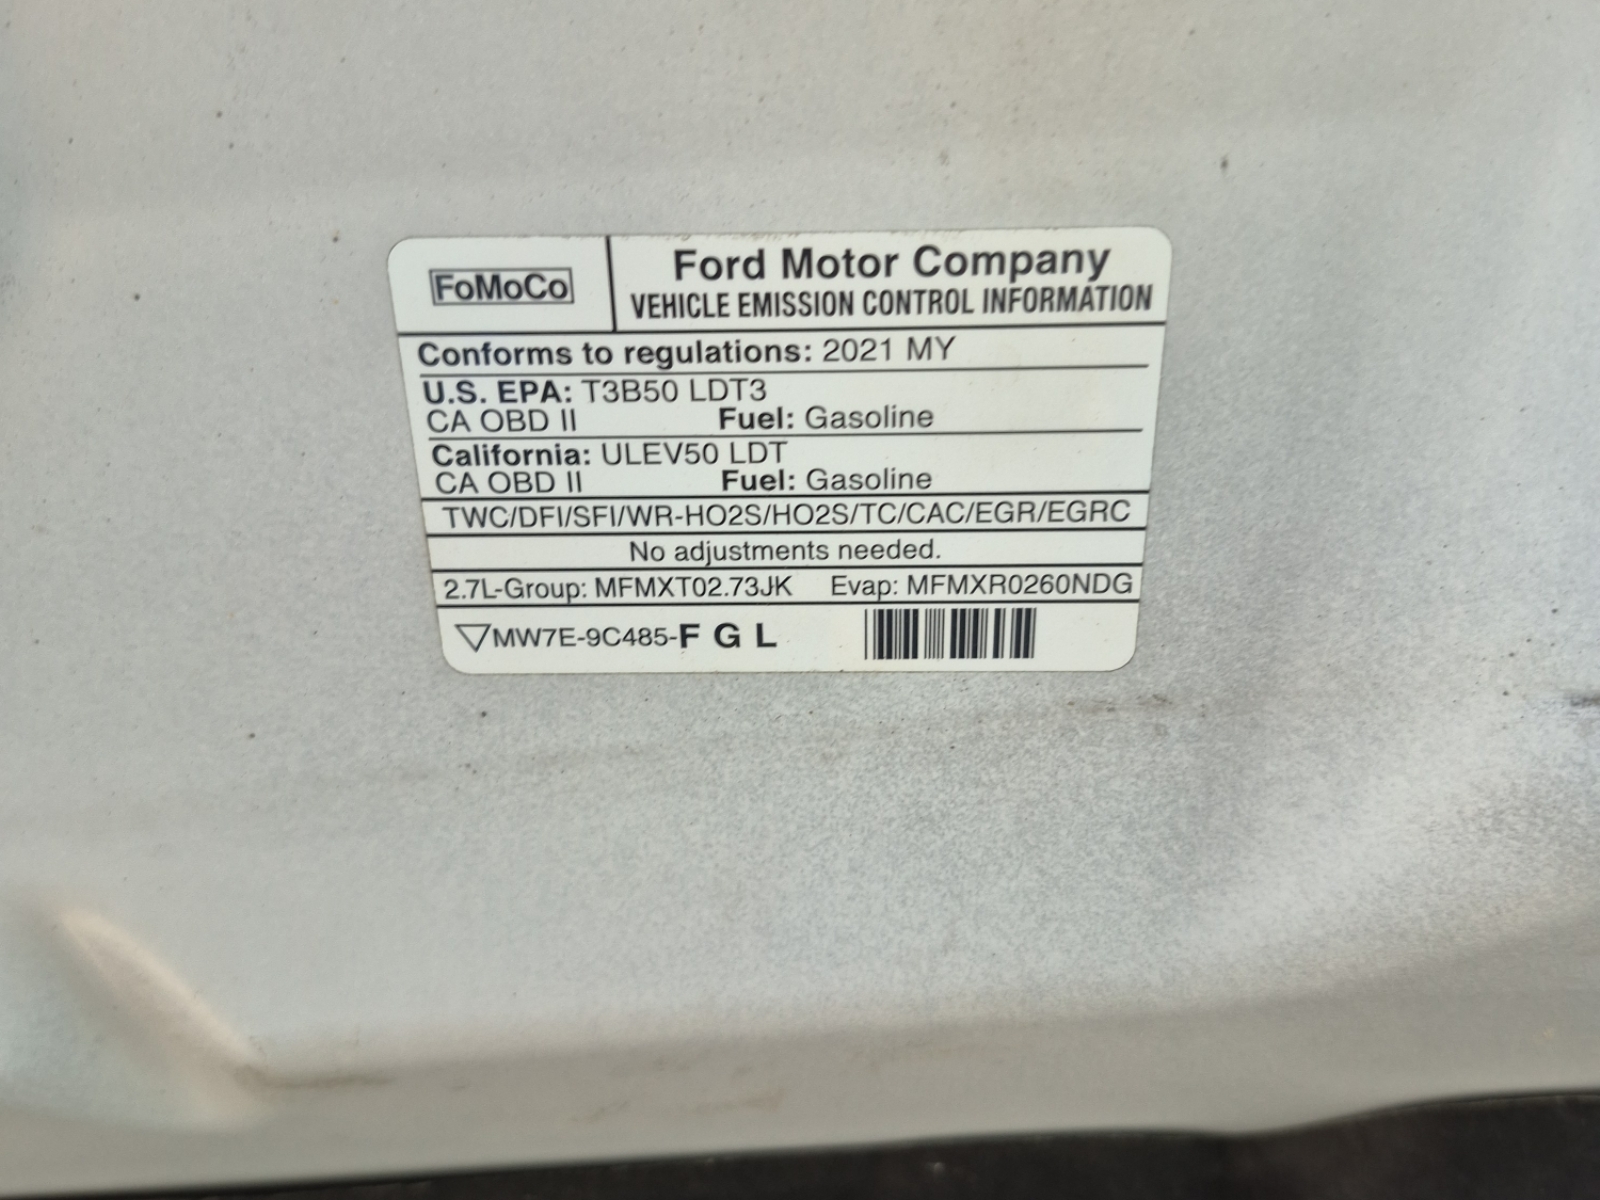 FoMoCo
Ford Motor Company
VEHICLE EMISSION CONTROL INFORMATION
Conforms to regulations: 2021 MY
U.S. EPA: T3B50 LDT3
CA OBD II Fuel: Gasoline
California: ULEV50 LDT
CA OBD II Fuel: Gasoline
TWC/DFI/SFI/WR-HO2S/HO2S/TC/CAC/EGR/EGRC
No adjustments needed.
2.7L-Group: MFMXT02.73JK Evap: MFMXR0260NDG
▽MW7E-9C485-F G L